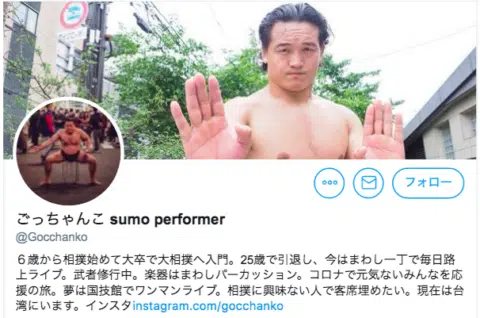 フォロー
ごっちゃんこ sumo performer
@Gocchanko
６歳から相撲始めて大卒で大相撲へ入門。25歳で引退し、今はまわし一丁で毎日路
上ライブ。武者修行中。楽器はまわしパーカッション。コロナで元気ないみんなを応
援の旅。夢は国技館でワンマンライブ。相撲に興味ない人で客席埋めたい。現在は台
湾にいます。インスタinstagram.com/gocchanko